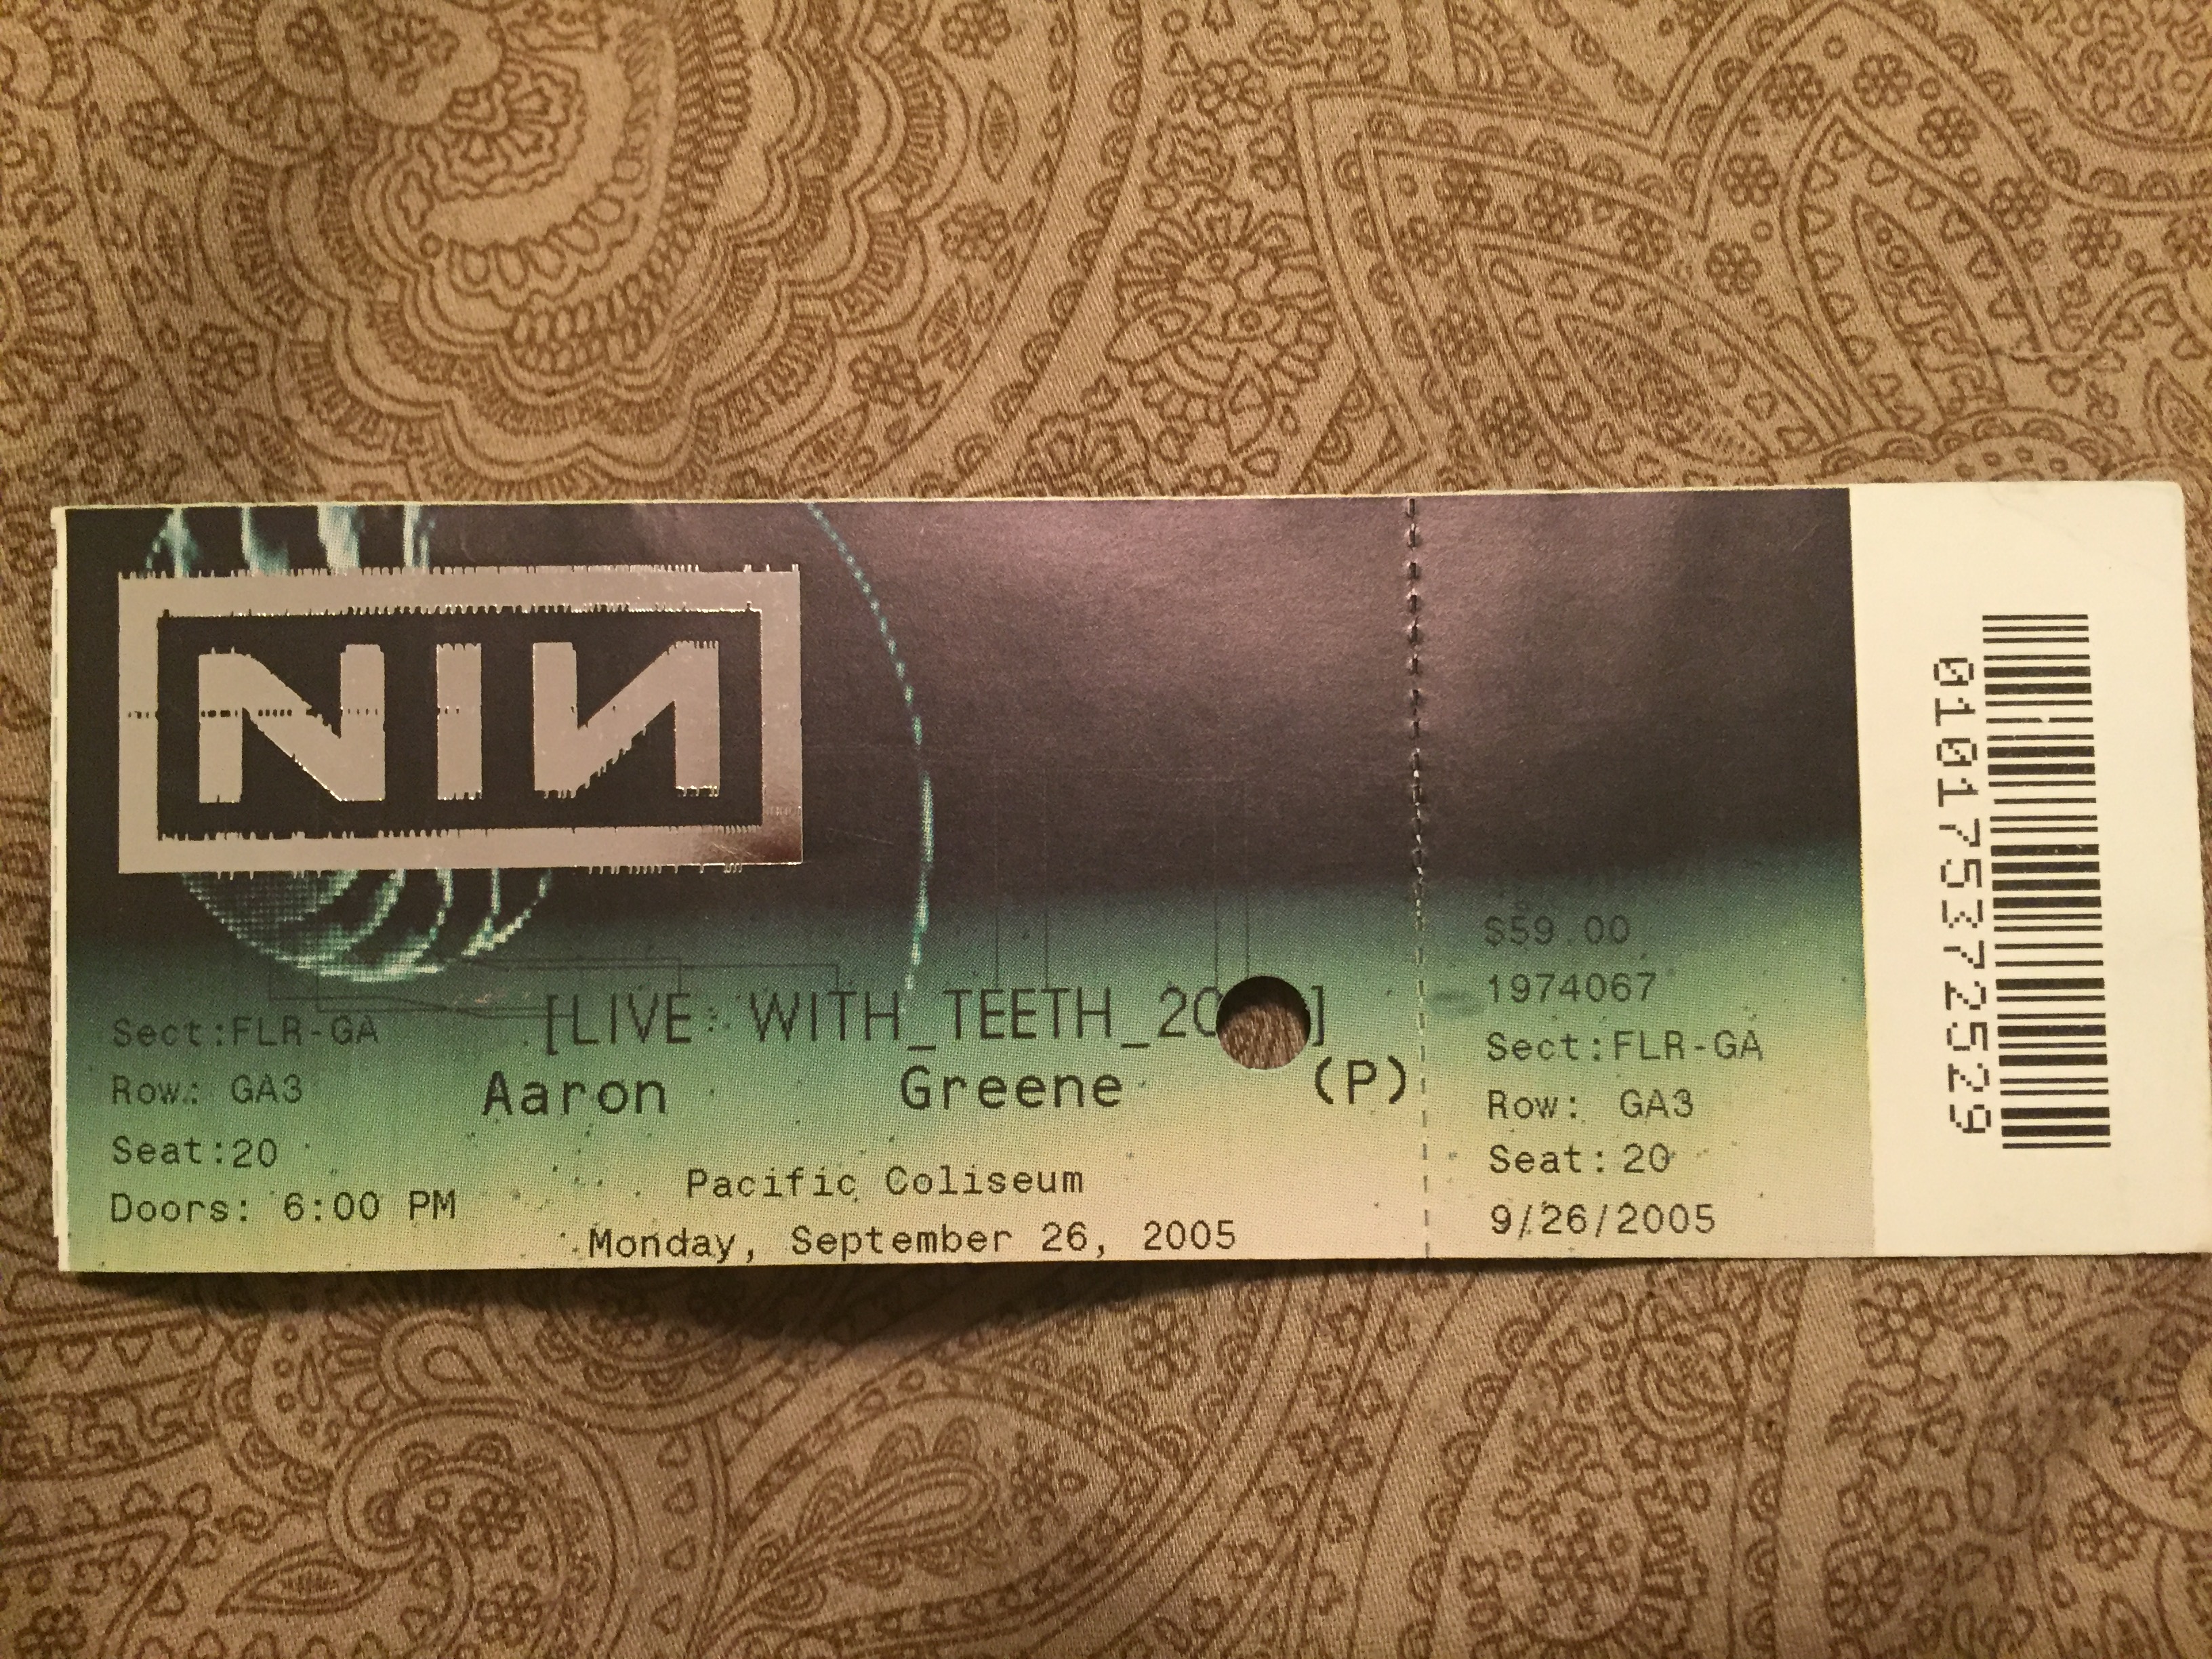 NIN
[LIVE: WITH_TEETH_20 ]
Sect:FLR-GA
Row: GA3
Seat:20
Doors: 6:00 PM
Aaron Greene (P)
Pacific Coliseum
Monday, September 26, 2005
$59.00
1974067
Sect:FLR-GA
Row: GA3
Seat: 20
9/26/2005
010175372529